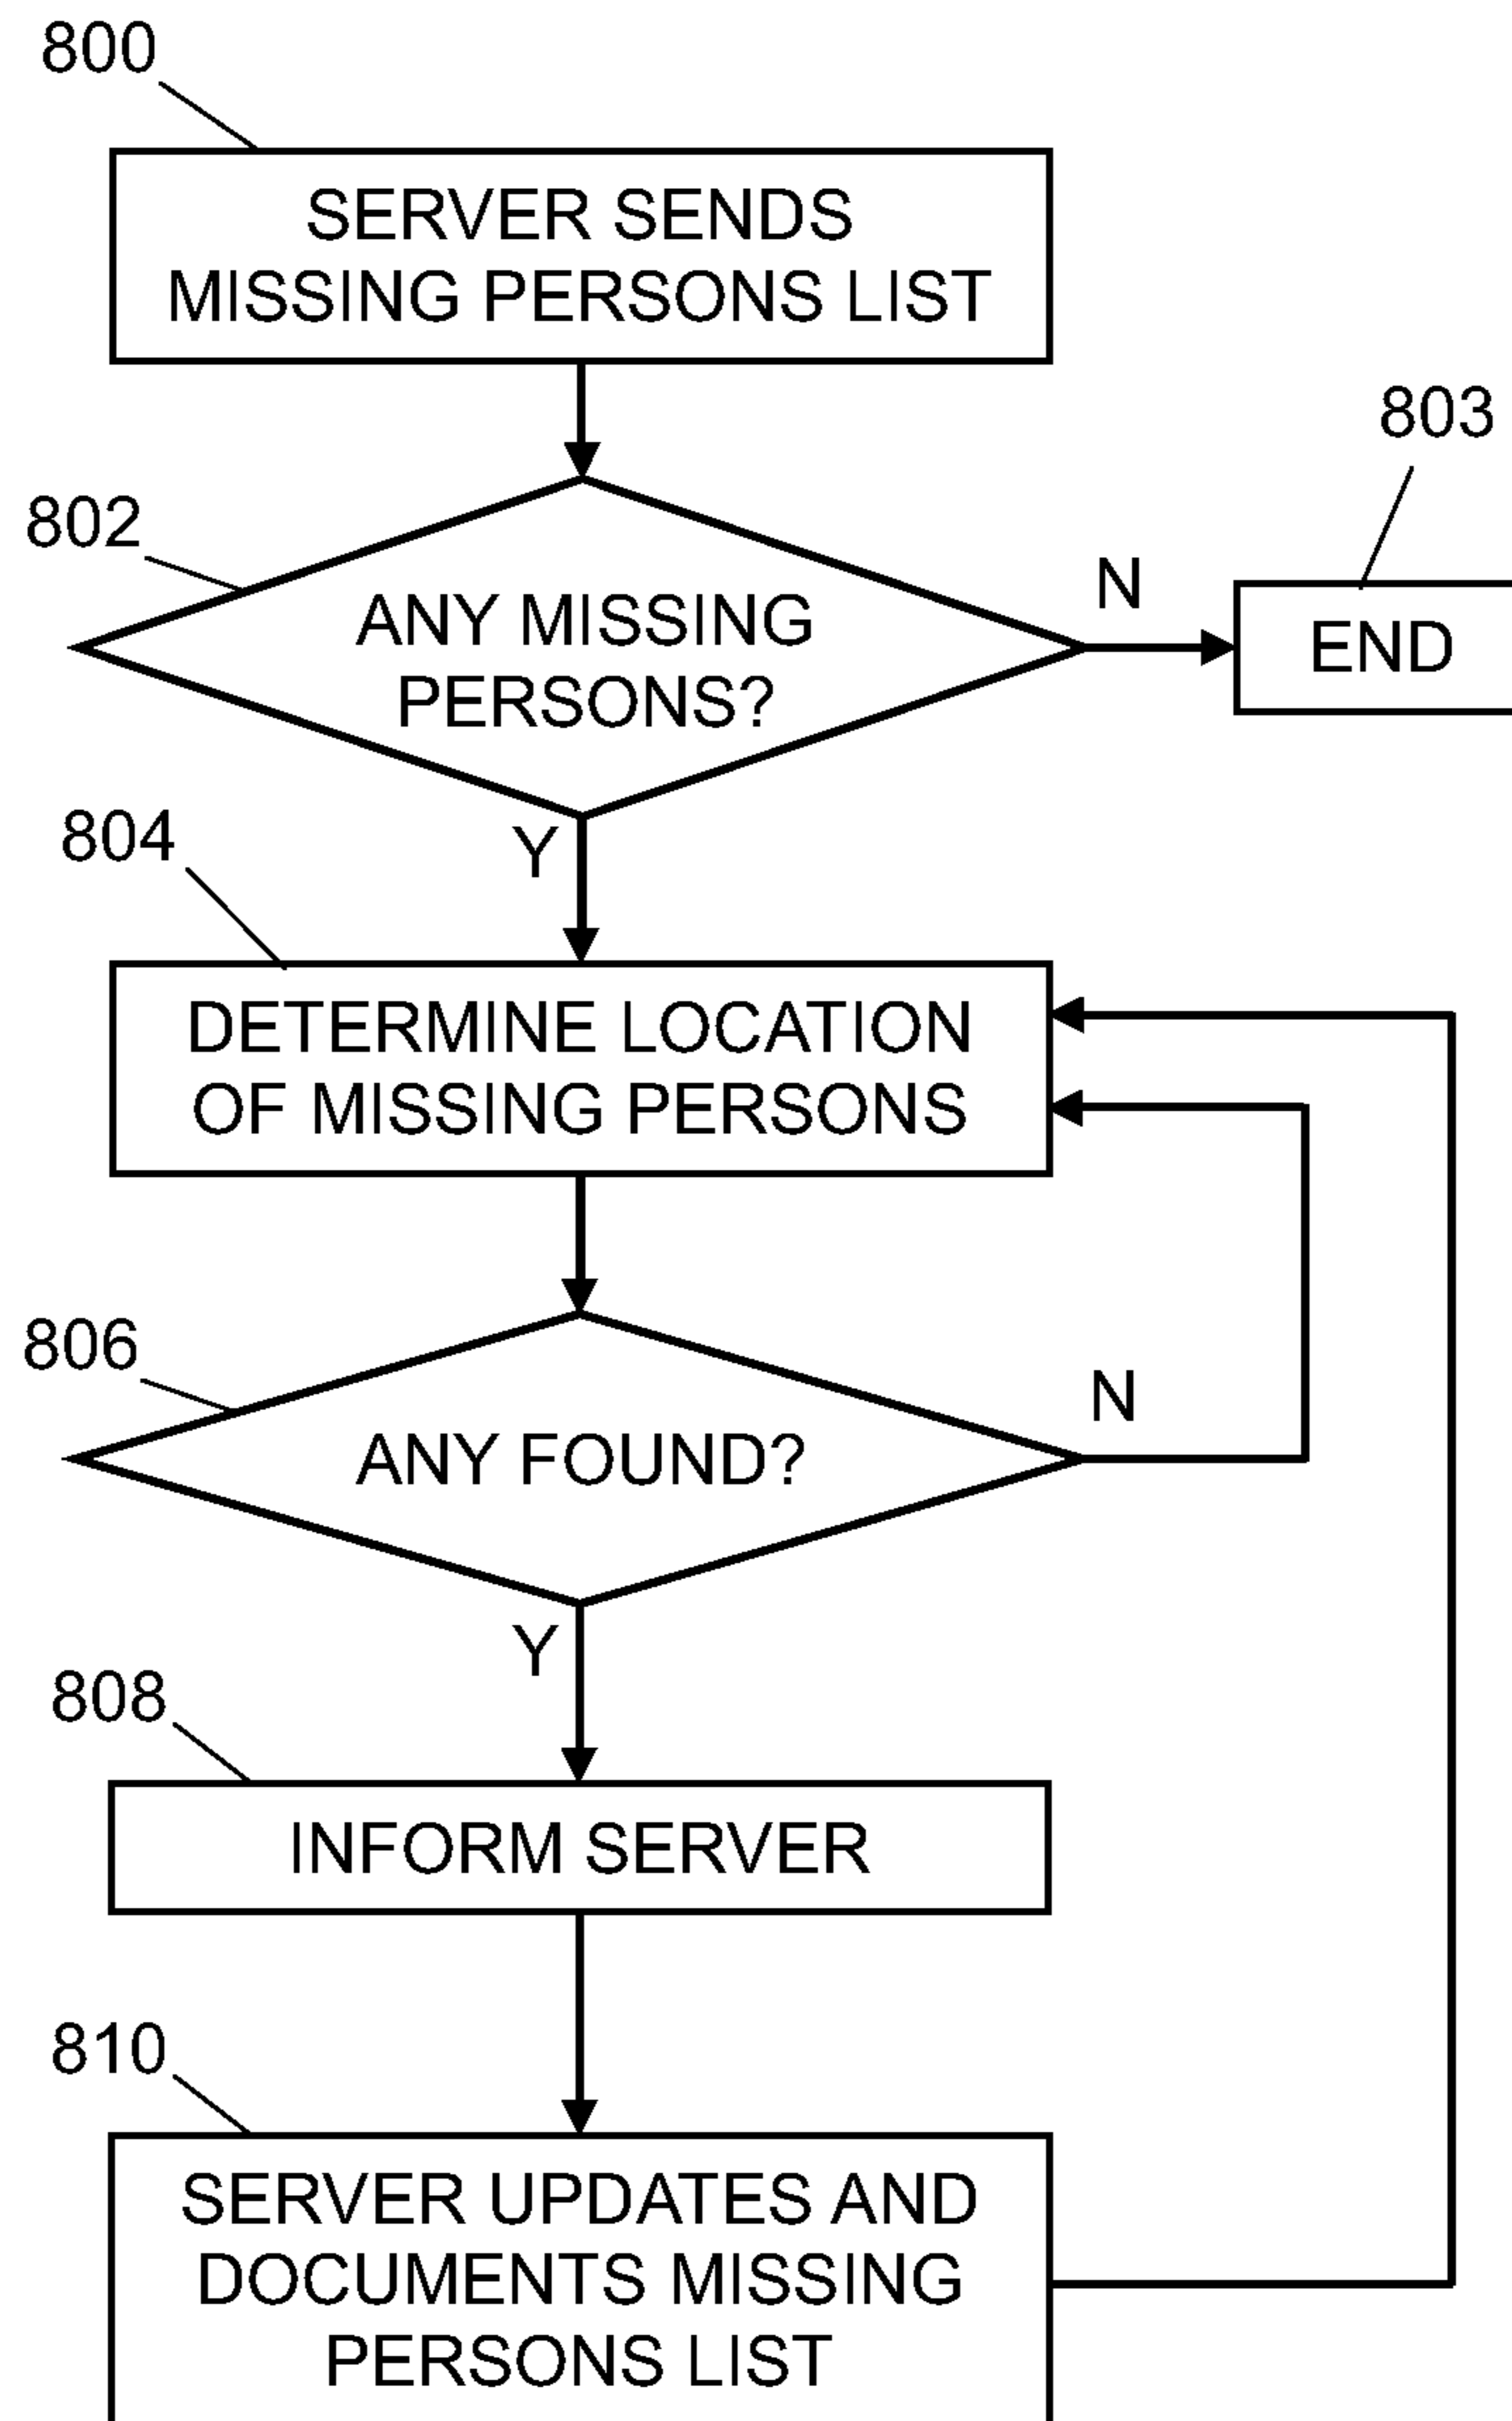 800
SERVER SENDS
MISSING PERSONS LIST
803
802
ANY MISSING
PERSONS?
N
END
Y
804
DETERMINE LOCATION
OF MISSING PERSONS
806
ANY FOUND?
N
Y
808
INFORM SERVER
810
SERVER UPDATES AND
DOCUMENTS MISSING
PERSONS LIST